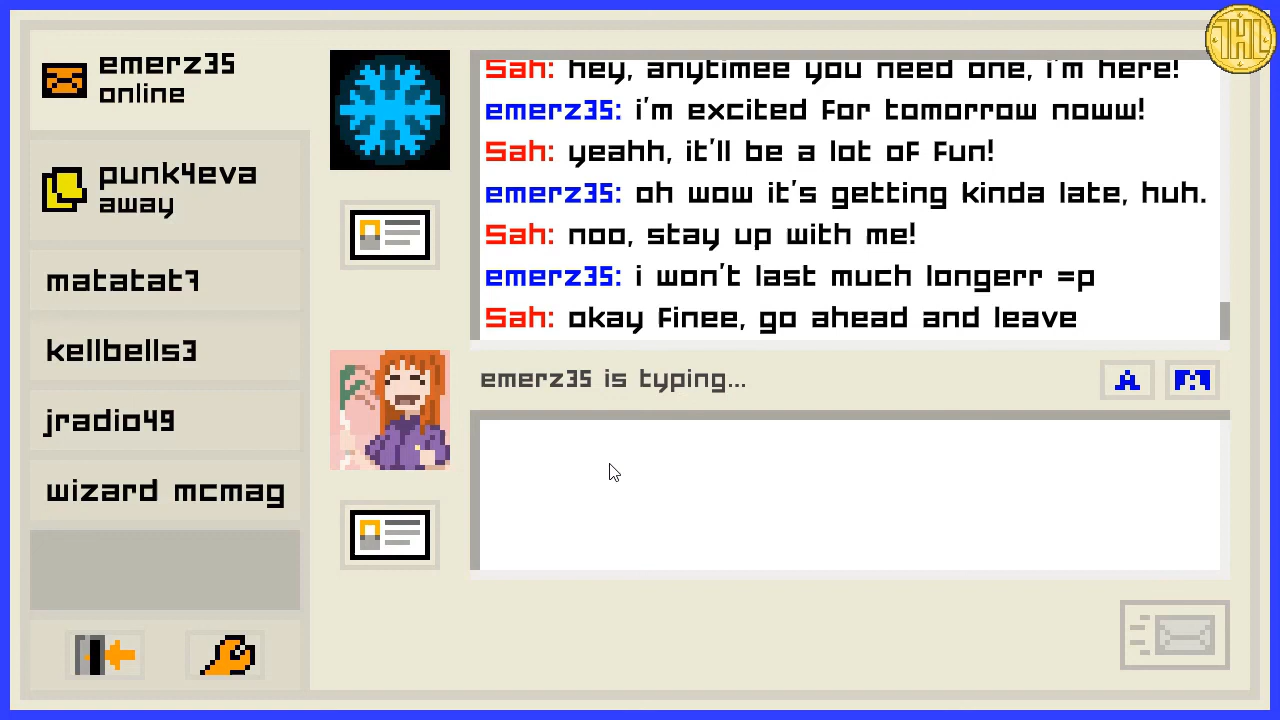 emerz35
online
punk4eva
away
matatat7
kellbells3
jradio49
wizard mcmag
Sah: hey, anytimee you need one, i'm here!
emerz35: i'm excited for tomorrow noww!
Sah: yeahh, it'll be a lot of fun!
emerz35: oh wow it's getting kinda late, huh.
Sah: noo, stay up with me!
emerz35: i won't last much longerr =p
Sah: okay finee, go ahead and leave
emerz35 is typing...
A
THL